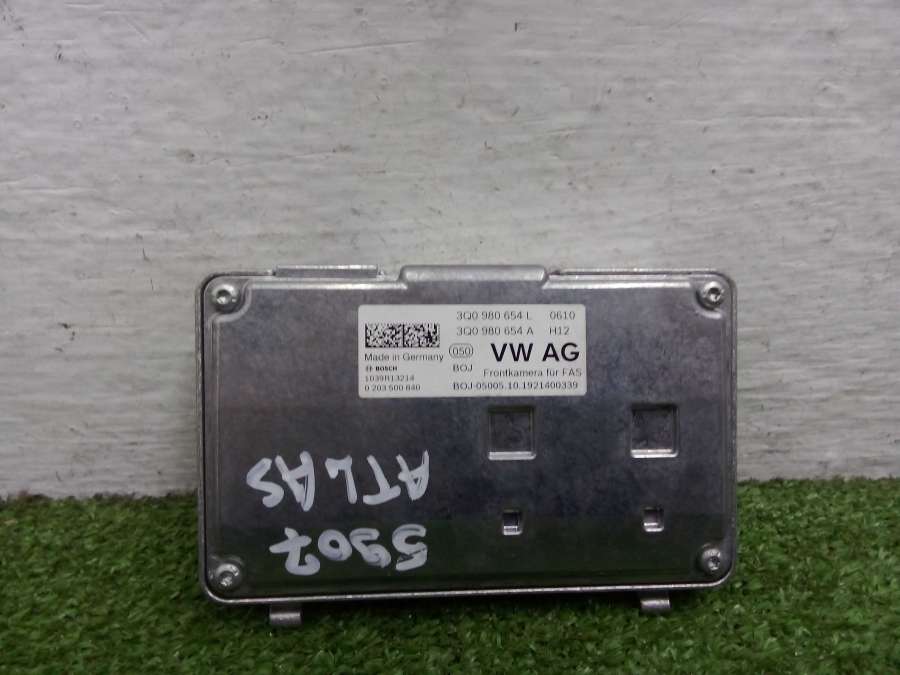 3Q0 980 654 L 0610
3Q0 980 654 A H12
Made in Germany 050 VW AG
BOSCH BOJ Frontkamera für FAS
1039R13214
0 203 500 840 BOJ-05005.10.1921400339
ATLAS
5907